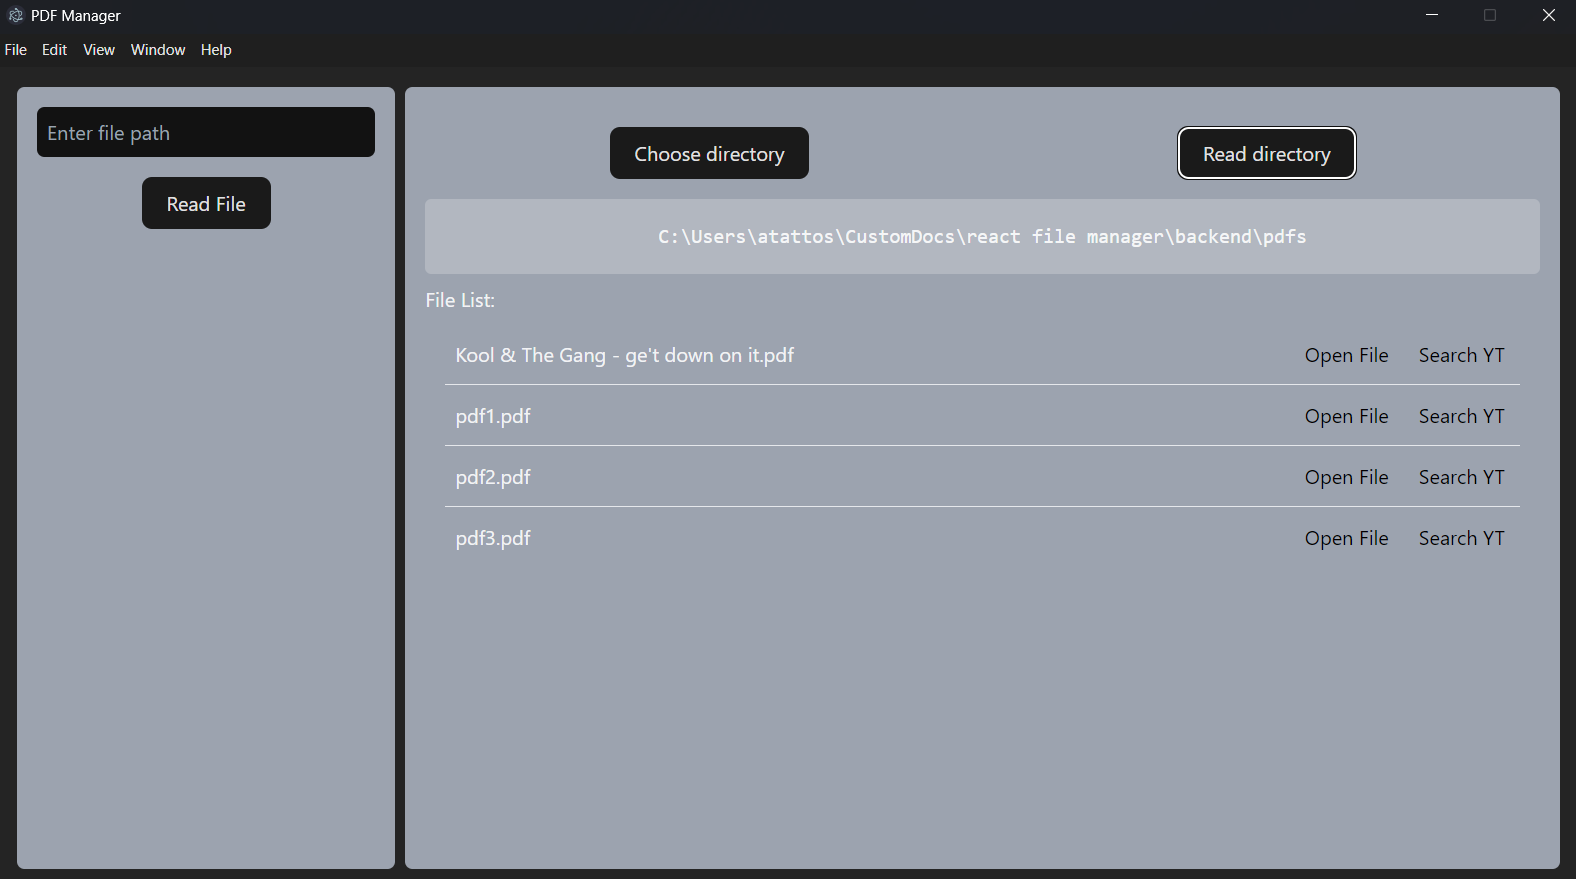 PDF Manager
File Edit View Window Help
Enter file path
Read File
Choose directory Read directory
C:\Users\atattos\CustomDocs\react file manager\backend\pdfs
File List:
Kool & The Gang - ge't down on it.pdf Open File Search YT
pdf1.pdf Open File Search YT
pdf2.pdf Open File Search YT
pdf3.pdf Open File Search YT